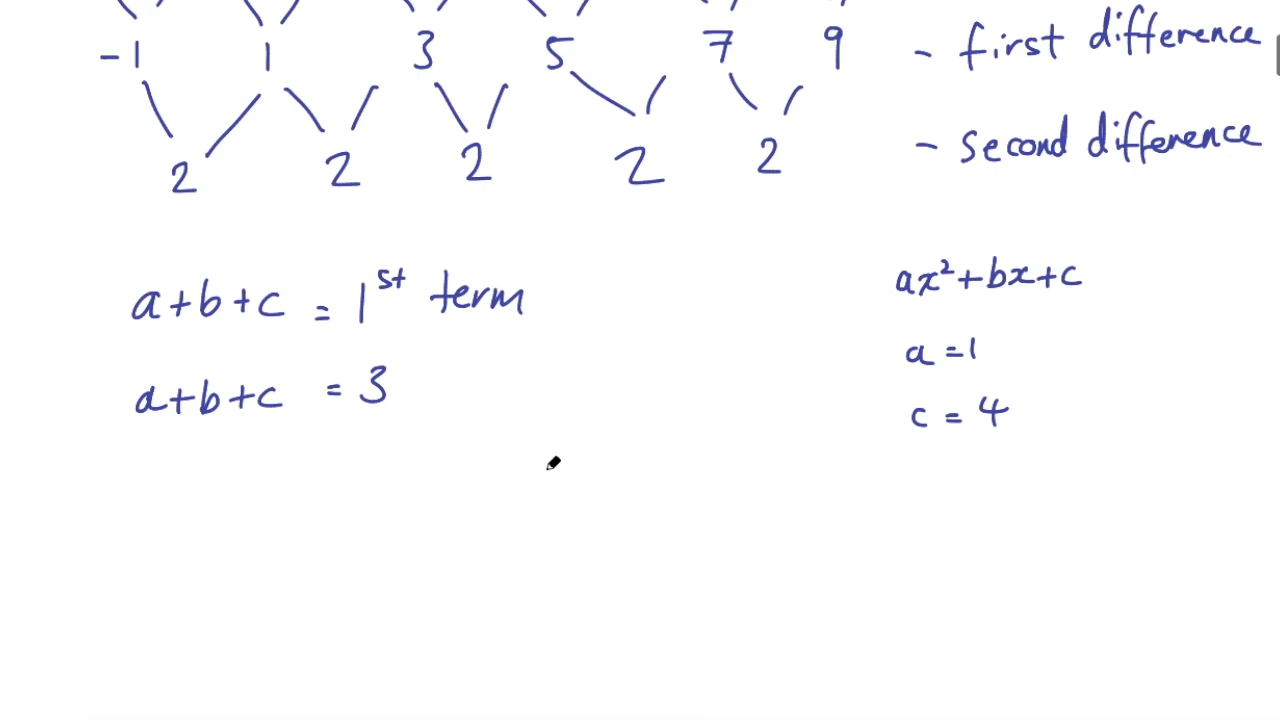 -1 1 3 5 7 9 - first difference
2 2 2 2 2 - second difference
a+b+c = 1st term
a+b+c = 3
ax²+bx+c
a=1
c = 4